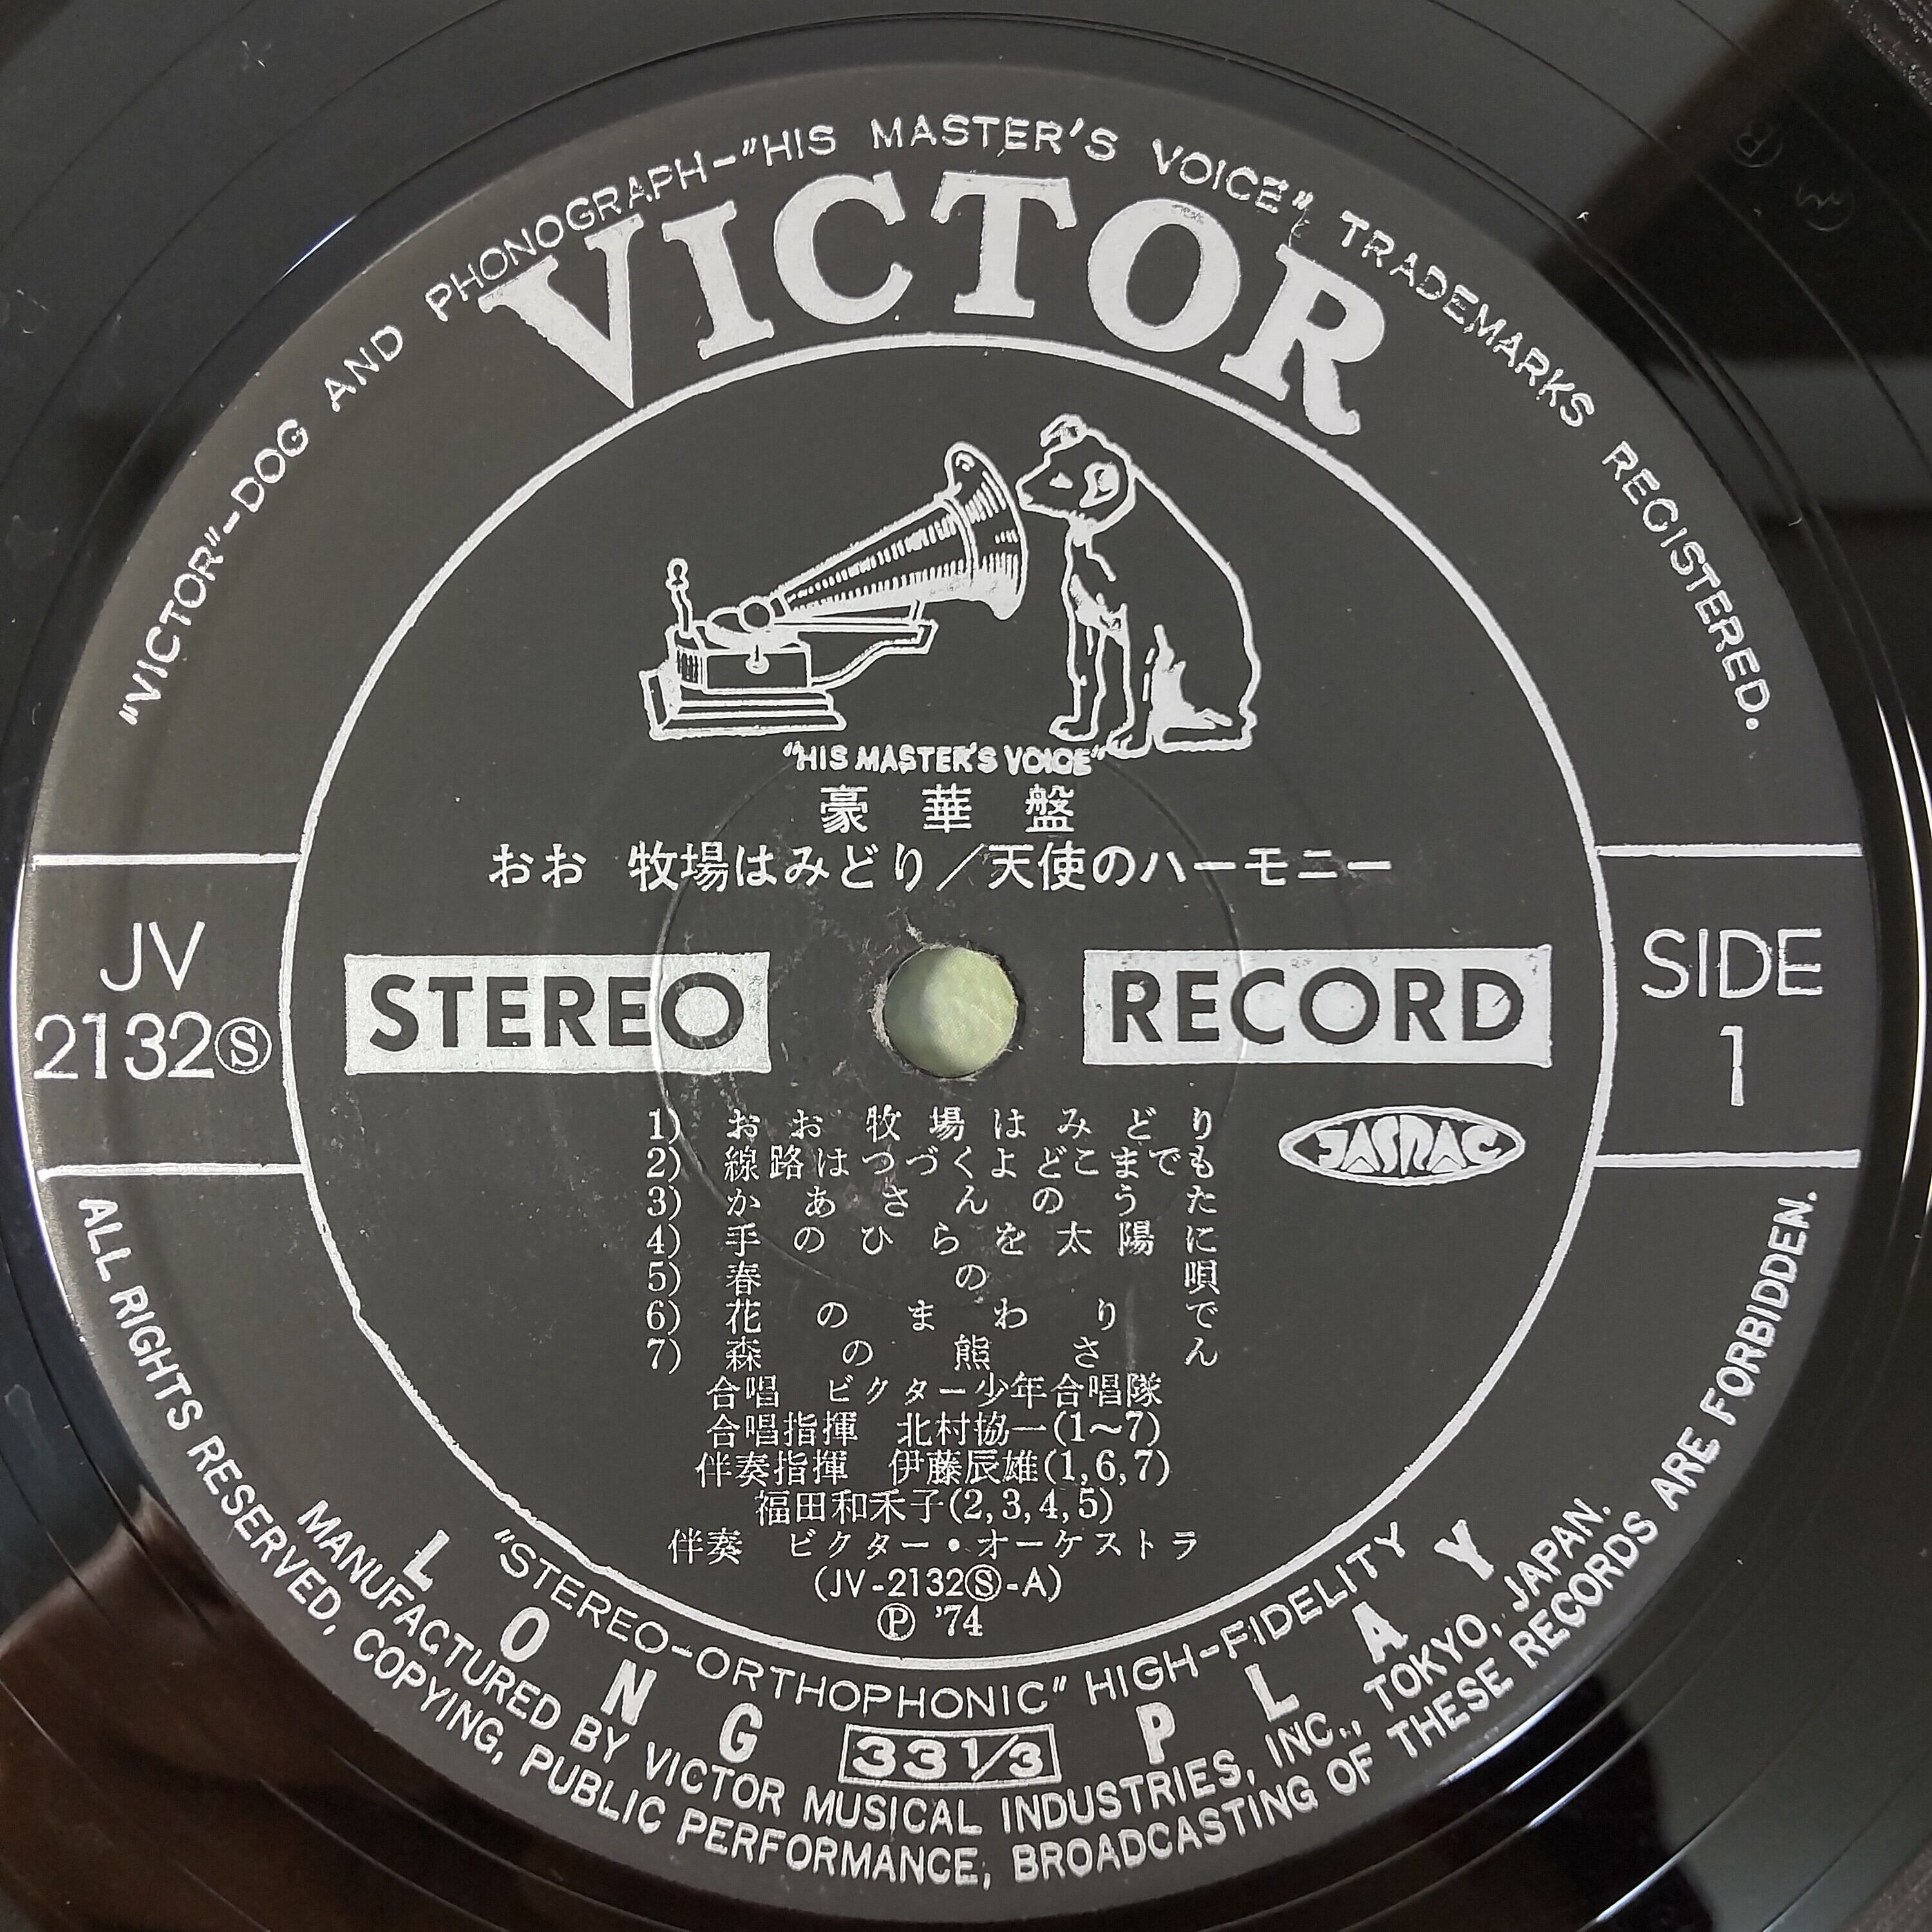 "VICTOR"-DOG AND PHONOGRAPH-"HIS MASTER'S VOICE" TRADEMARKS REGISTERED.
VICTOR
"HIS MASTER'S VOICE"
豪華盤
おお 牧場はみどり/天使のハーモニー
JV
2132Ⓢ
STEREO RECORD
SIDE
1
JASRAC
1) おお牧場はみどり
2) 線路はつづくよどこまでも
3) かあさんのうた
4) 手のひらを太陽に
5) 春の唄
6) 花のまわりで
7) 森の熊さん
合唱 ビクター少年合唱隊
合唱指揮 北村協一(1~7)
伴奏指揮 伊藤辰雄(1,6,7)
福田和禾子(2,3,4,5)
伴奏 ビクター・オーケストラ
(JV-2132Ⓢ-A)
Ⓟ '74
"STEREO-ORTHOPHONIC" HIGH-FIDELITY
LONG PLAY
33 1/3
MANUFACTURED BY VICTOR MUSICAL INDUSTRIES, INC., TOKYO, JAPAN.
ALL RIGHTS RESERVED, COPYING, PUBLIC PERFORMANCE, BROADCASTING OF THESE RECORDS ARE FORBIDDEN.